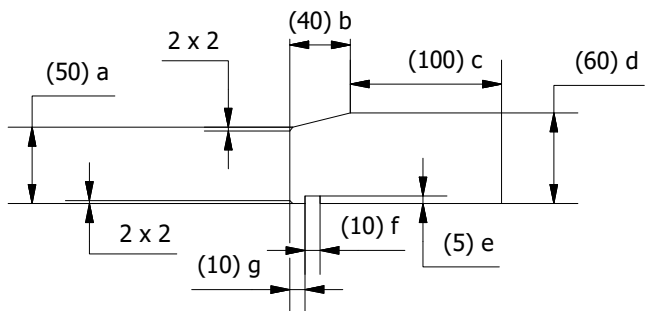 (40) b
2 x 2
(100) c
(50) a
(60) d
2 x 2
(10) f
(5) e
(10) g